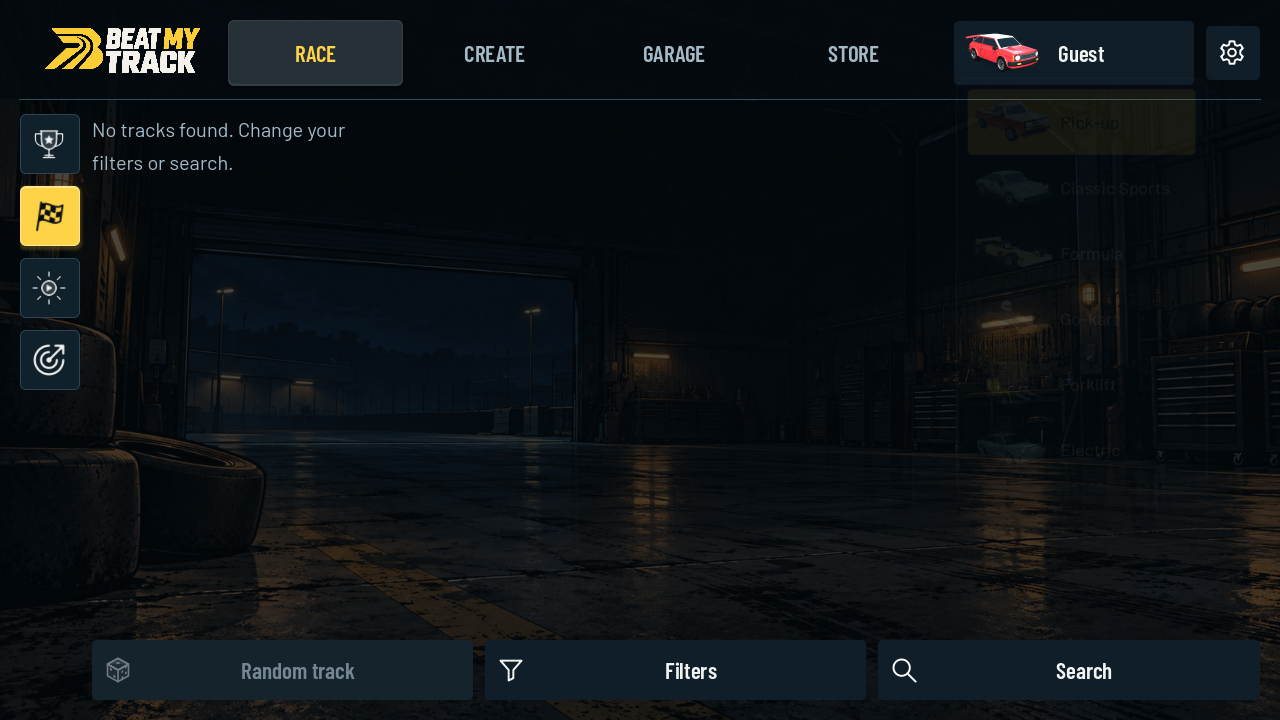 BEAT MY
TRACK
RACE
CREATE
GARAGE
STORE
Guest
No tracks found. Change your
filters or search.
Pick-up
Classic Sports
Formula
Go-kart
Forklift
Electric
Random track
Filters
Search